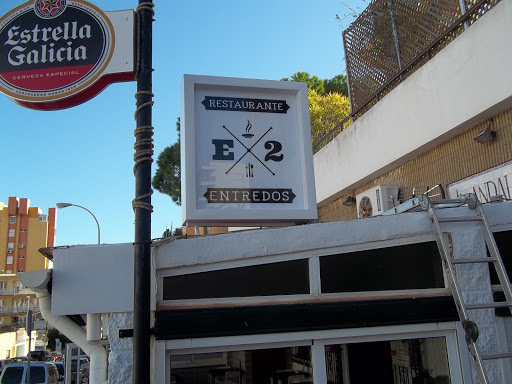 Estrella
Galicia
CERVEZA ESPECIAL
RESTAURANTE
E 2
ENTREDOS